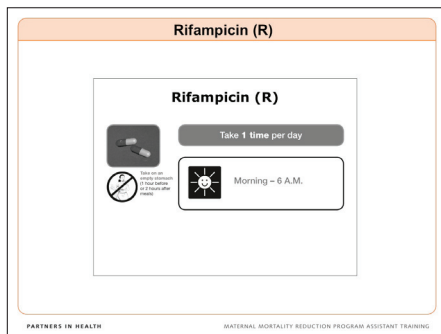 Rifampicin (R)
Rifampicin (R)
Take 1 time per day
Take on an
empty stomach
(1 hour before
or 2 hours after
meals)
Morning – 6 A.M.
PARTNERS IN HEALTH
MATERNAL MORTALITY REDUCTION PROGRAM ASSISTANT TRAINING